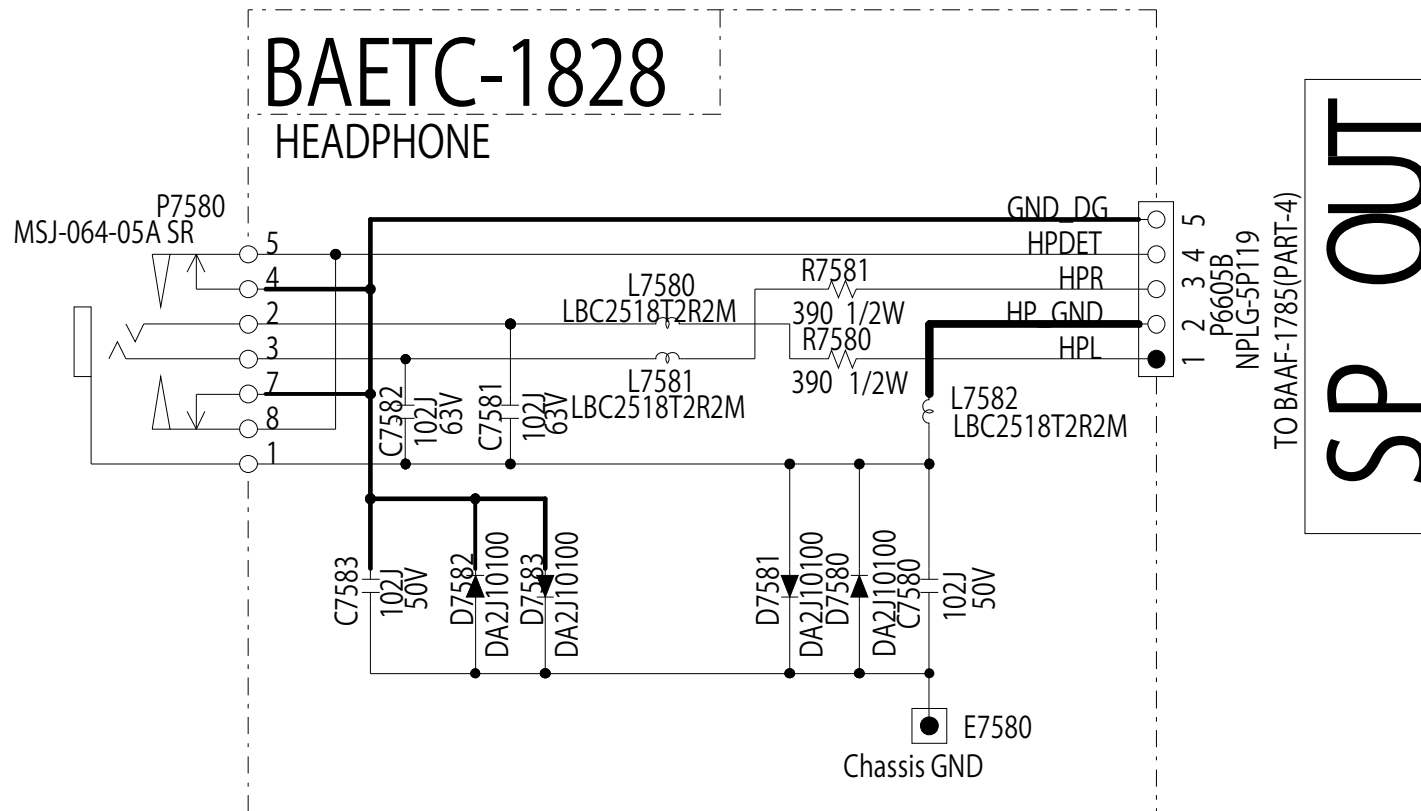 BAETC-1828
HEADPHONE
P7580
MSJ-064-05A SR
5
4
2
3
7
8
1
GND_DG
HPDET
HPR
HP_GND
HPL
5
4
3
2
1
P6605B
NPLG-5P119
TO BAAF-1785(PART-4)
SP OUT
L7580
LBC2518T2R2M
R7581
390 1/2W
R7580
390 1/2W
L7581
LBC2518T2R2M
L7582
LBC2518T2R2M
C7582
102J
63V
C7581
102J
63V
C7583
102J
50V
D7582
DA2J10100
D7583
DA2J10100
D7581
DA2J10100
D7580
DA2J10100
C7580
102J
50V
E7580
Chassis GND